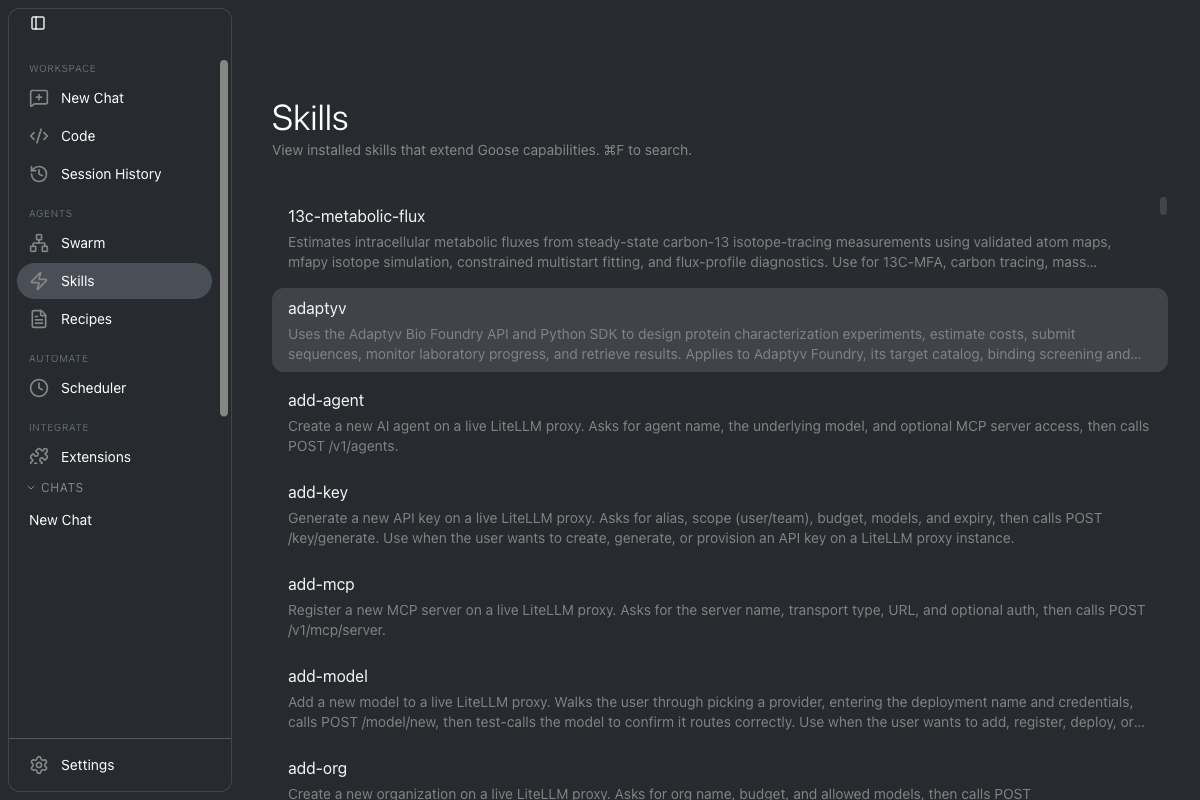 WORKSPACE
New Chat
Code
Session History
AGENTS
Swarm
Skills
Recipes
AUTOMATE
Scheduler
INTEGRATE
Extensions
CHATS
New Chat
Settings
Skills
View installed skills that extend Goose capabilities. ⌘F to search.
13c-metabolic-flux
Estimates intracellular metabolic fluxes from steady-state carbon-13 isotope-tracing measurements using validated atom maps,
mfapy isotope simulation, constrained multistart fitting, and flux-profile diagnostics. Use for 13C-MFA, carbon tracing, mass...
adaptyv
Uses the Adaptyv Bio Foundry API and Python SDK to design protein characterization experiments, estimate costs, submit
sequences, monitor laboratory progress, and retrieve results. Applies to Adaptyv Foundry, its target catalog, binding screening and...
add-agent
Create a new AI agent on a live LiteLLM proxy. Asks for agent name, the underlying model, and optional MCP server access, then calls
POST /v1/agents.
add-key
Generate a new API key on a live LiteLLM proxy. Asks for alias, scope (user/team), budget, models, and expiry, then calls POST
/key/generate. Use when the user wants to create, generate, or provision an API key on a LiteLLM proxy instance.
add-mcp
Register a new MCP server on a live LiteLLM proxy. Asks for the server name, transport type, URL, and optional auth, then calls POST
/v1/mcp/server.
add-model
Add a new model to a live LiteLLM proxy. Walks the user through picking a provider, entering the deployment name and credentials,
calls POST /model/new, then test-calls the model to confirm it routes correctly. Use when the user wants to add, register, deploy, or...
add-org
Create a new organization on a live LiteLLM proxy. Asks for org name, budget, and allowed models, then calls POST